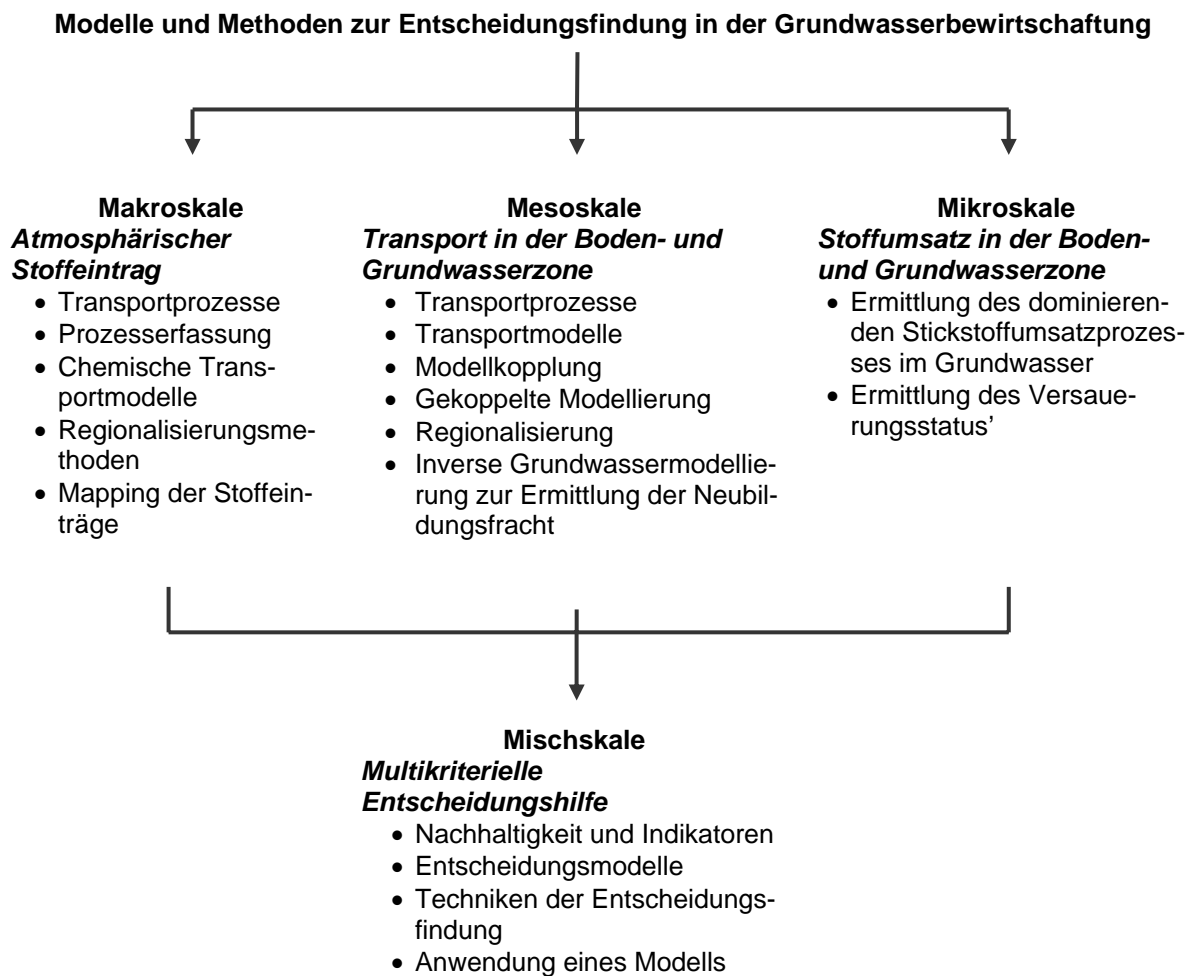 Modelle und Methoden zur Entscheidungsfindung in der Grundwasserbewirtschaftung
Makroskale
Atmosphärischer
Stoffeintrag
• Transportprozesse
• Prozesserfassung
• Chemische Trans-
portmodelle
• Regionalisierungsme-
thoden
• Mapping der Stoffein-
träge
Mesoskale
Transport in der Boden- und
Grundwasserzone
• Transportprozesse
• Transportmodelle
• Modellkopplung
• Gekoppelte Modellierung
• Regionalisierung
• Inverse Grundwassermodellie-
rung zur Ermittlung der Neubil-
dungsfracht
Mikroskale
Stoffumsatz in der Boden-
und Grundwasserzone
• Ermittlung des dominieren-
den Stickstoffumsatzprozes-
ses im Grundwasser
• Ermittlung des Versaue-
rungsstatus’
Mischskale
Multikriterielle
Entscheidungshilfe
• Nachhaltigkeit und Indikatoren
• Entscheidungsmodelle
• Techniken der Entscheidungs-
findung
• Anwendung eines Modells